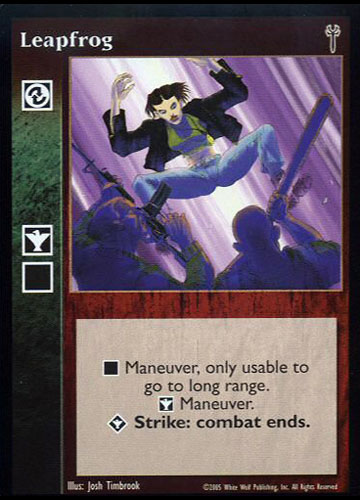 Leapfrog
Maneuver, only usable to
go to long range.
Maneuver.
Strike: combat ends.
Illus: Josh Timbrook
©2005 White Wolf Publishing, Inc. All Rights Reserved